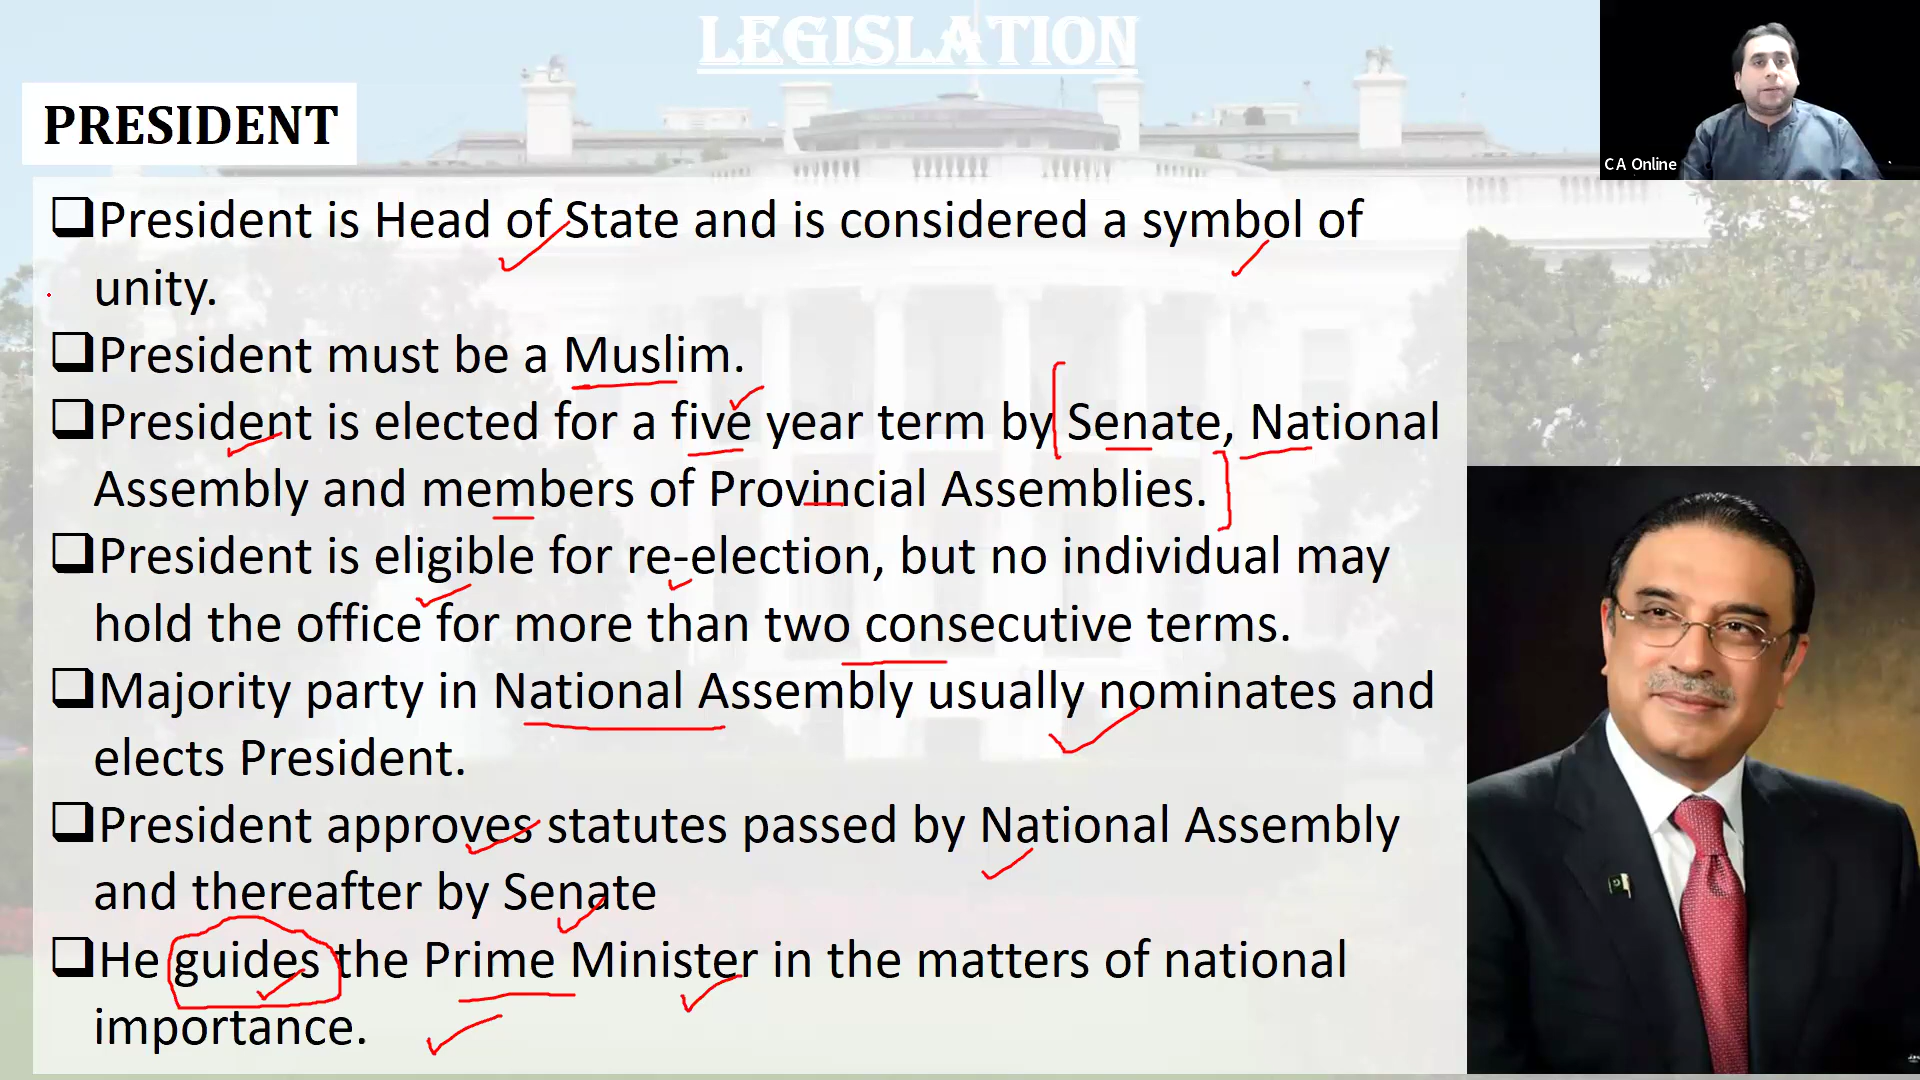 LEGISLATION
C A Online
PRESIDENT
President is Head of State and is considered a symbol of
unity.
President must be a Muslim.
President is elected for a five year term by Senate, National
Assembly and members of Provincial Assemblies.
President is eligible for re-election, but no individual may
hold the office for more than two consecutive terms.
Majority party in National Assembly usually nominates and
elects President.
President approves statutes passed by National Assembly
and thereafter by Senate
He guides the Prime Minister in the matters of national
importance.